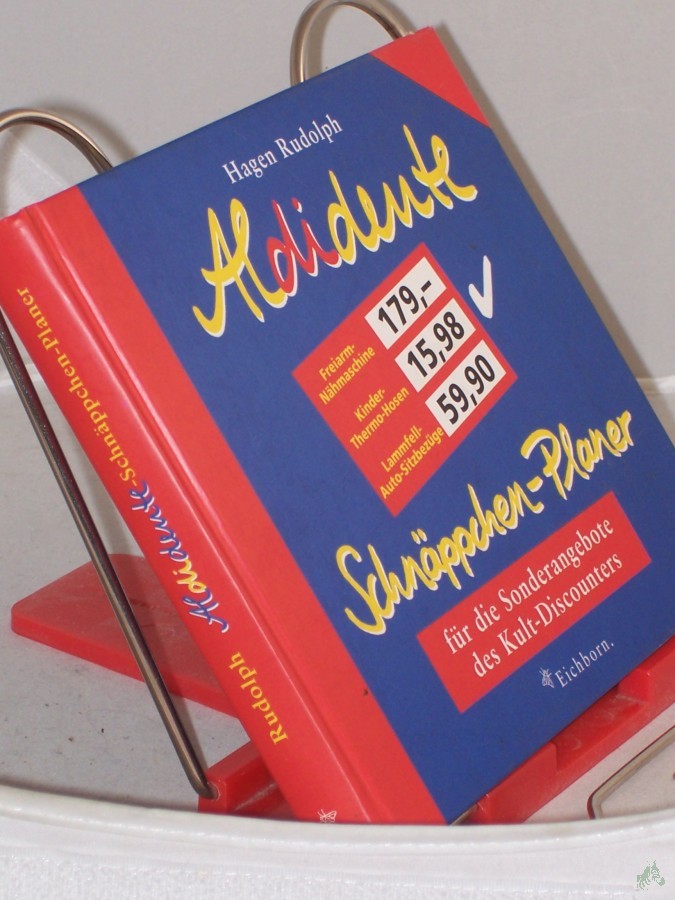 Hagen Rudolph
Aldidente
Freiarm-
Nähmaschine
179,-
Kinder-
Thermo-Hosen
15,98
Lammfell-
Auto-Sitzbezüge
59,90
Schnäppchen-Planer
für die Sonderangebote
des Kult-Discounters
Eichborn.
Rudolph Aldidente-Schnäppchen-Planer